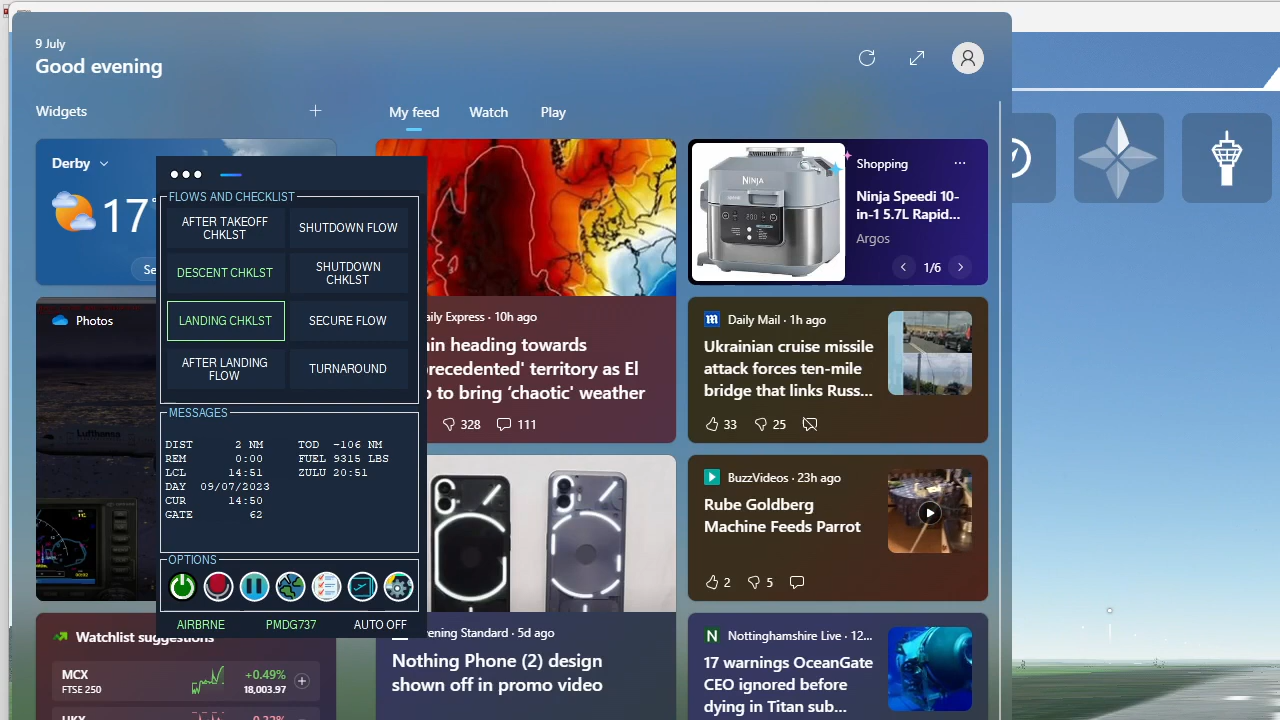 9 July
Good evening
Widgets
My feed
Watch
Play
Derby
17°
Se
Photos
Lufthansa
Watchlist suggestions
MCX
FTSE 250
+0.49%
18,003.97
FLOWS AND CHECKLIST
AFTER TAKEOFF
CHKLST
SHUTDOWN FLOW
DESCENT CHKLST
SHUTDOWN
CHKLST
LANDING CHKLST
SECURE FLOW
AFTER LANDING
FLOW
TURNAROUND
MESSAGES
DIST 2 NM TOD -106 NM
REM 0:00 FUEL 9315 LBS
LCL 14:51 ZULU 20:51
DAY 09/07/2023
CUR 14:50
GATE 62
OPTIONS
AIRBRNE
PMDG737
AUTO OFF
aily Express · 10h ago
in heading towards
precedented' territory as El
o to bring ‘chaotic' weather
328
111
NINJA
Shopping
...
Ninja Speedi 10-
in-1 5.7L Rapid...
Argos
1/6
Daily Mail · 1h ago
Ukrainian cruise missile
attack forces ten-mile
bridge that links Russ...
33
25
BuzzVideos · 23h ago
Rube Goldberg
Machine Feeds Parrot
2
5
ening Standard · 5d ago
Nothing Phone (2) design
shown off in promo video
Nottinghamshire Live · 12...
17 warnings OceanGate
CEO ignored before
dying in Titan sub...